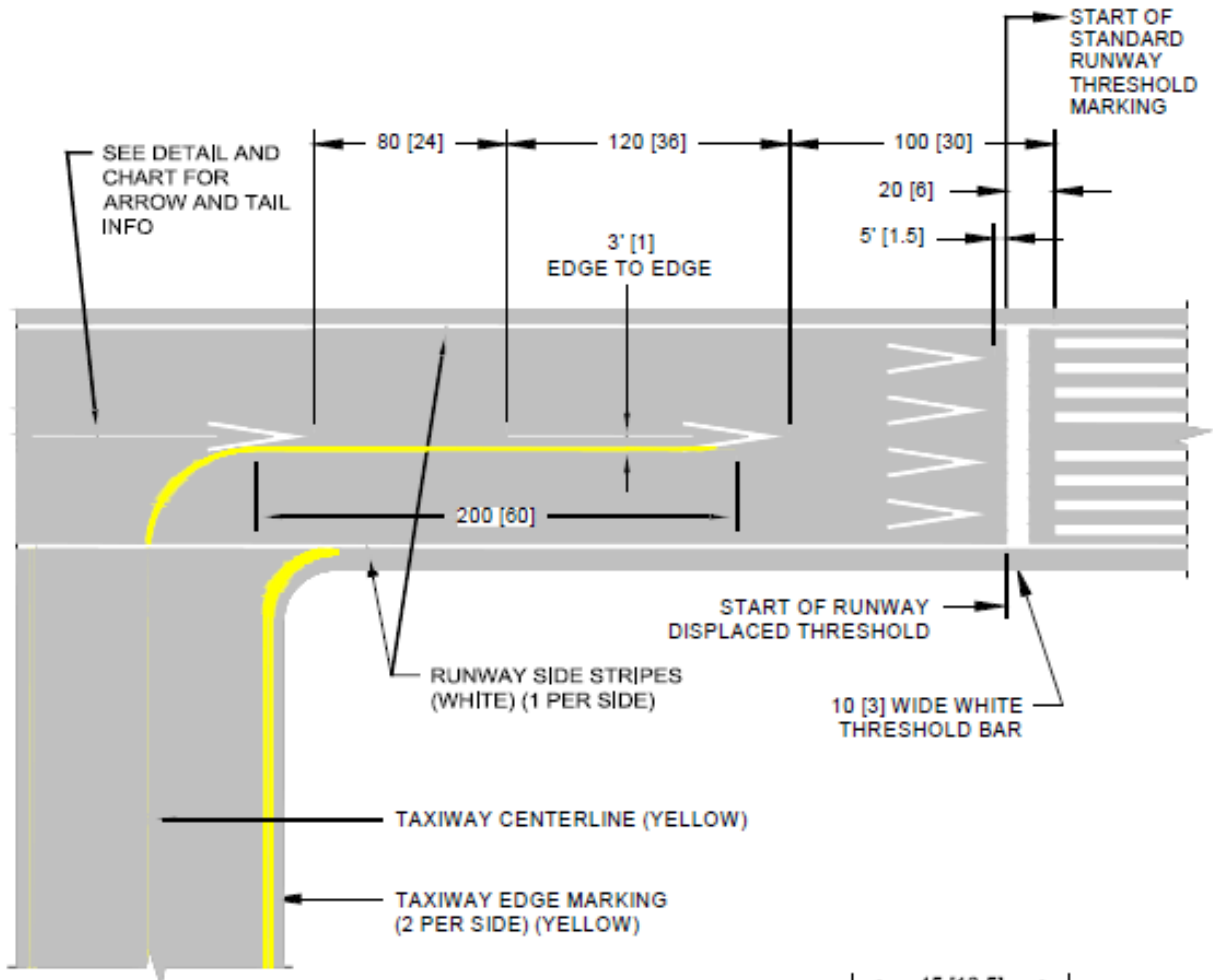 START OF
STANDARD
RUNWAY
THRESHOLD
MARKING
SEE DETAIL AND
CHART FOR
ARROW AND TAIL
INFO
80 [24]
120 [36]
100 [30]
20 [6]
5' [1.5]
3' [1]
EDGE TO EDGE
200 [60]
START OF RUNWAY
DISPLACED THRESHOLD
RUNWAY SIDE STRIPES
(WHITE) (1 PER SIDE)
10 [3] WIDE WHITE
THRESHOLD BAR
TAXIWAY CENTERLINE (YELLOW)
TAXIWAY EDGE MARKING
(2 PER SIDE) (YELLOW)